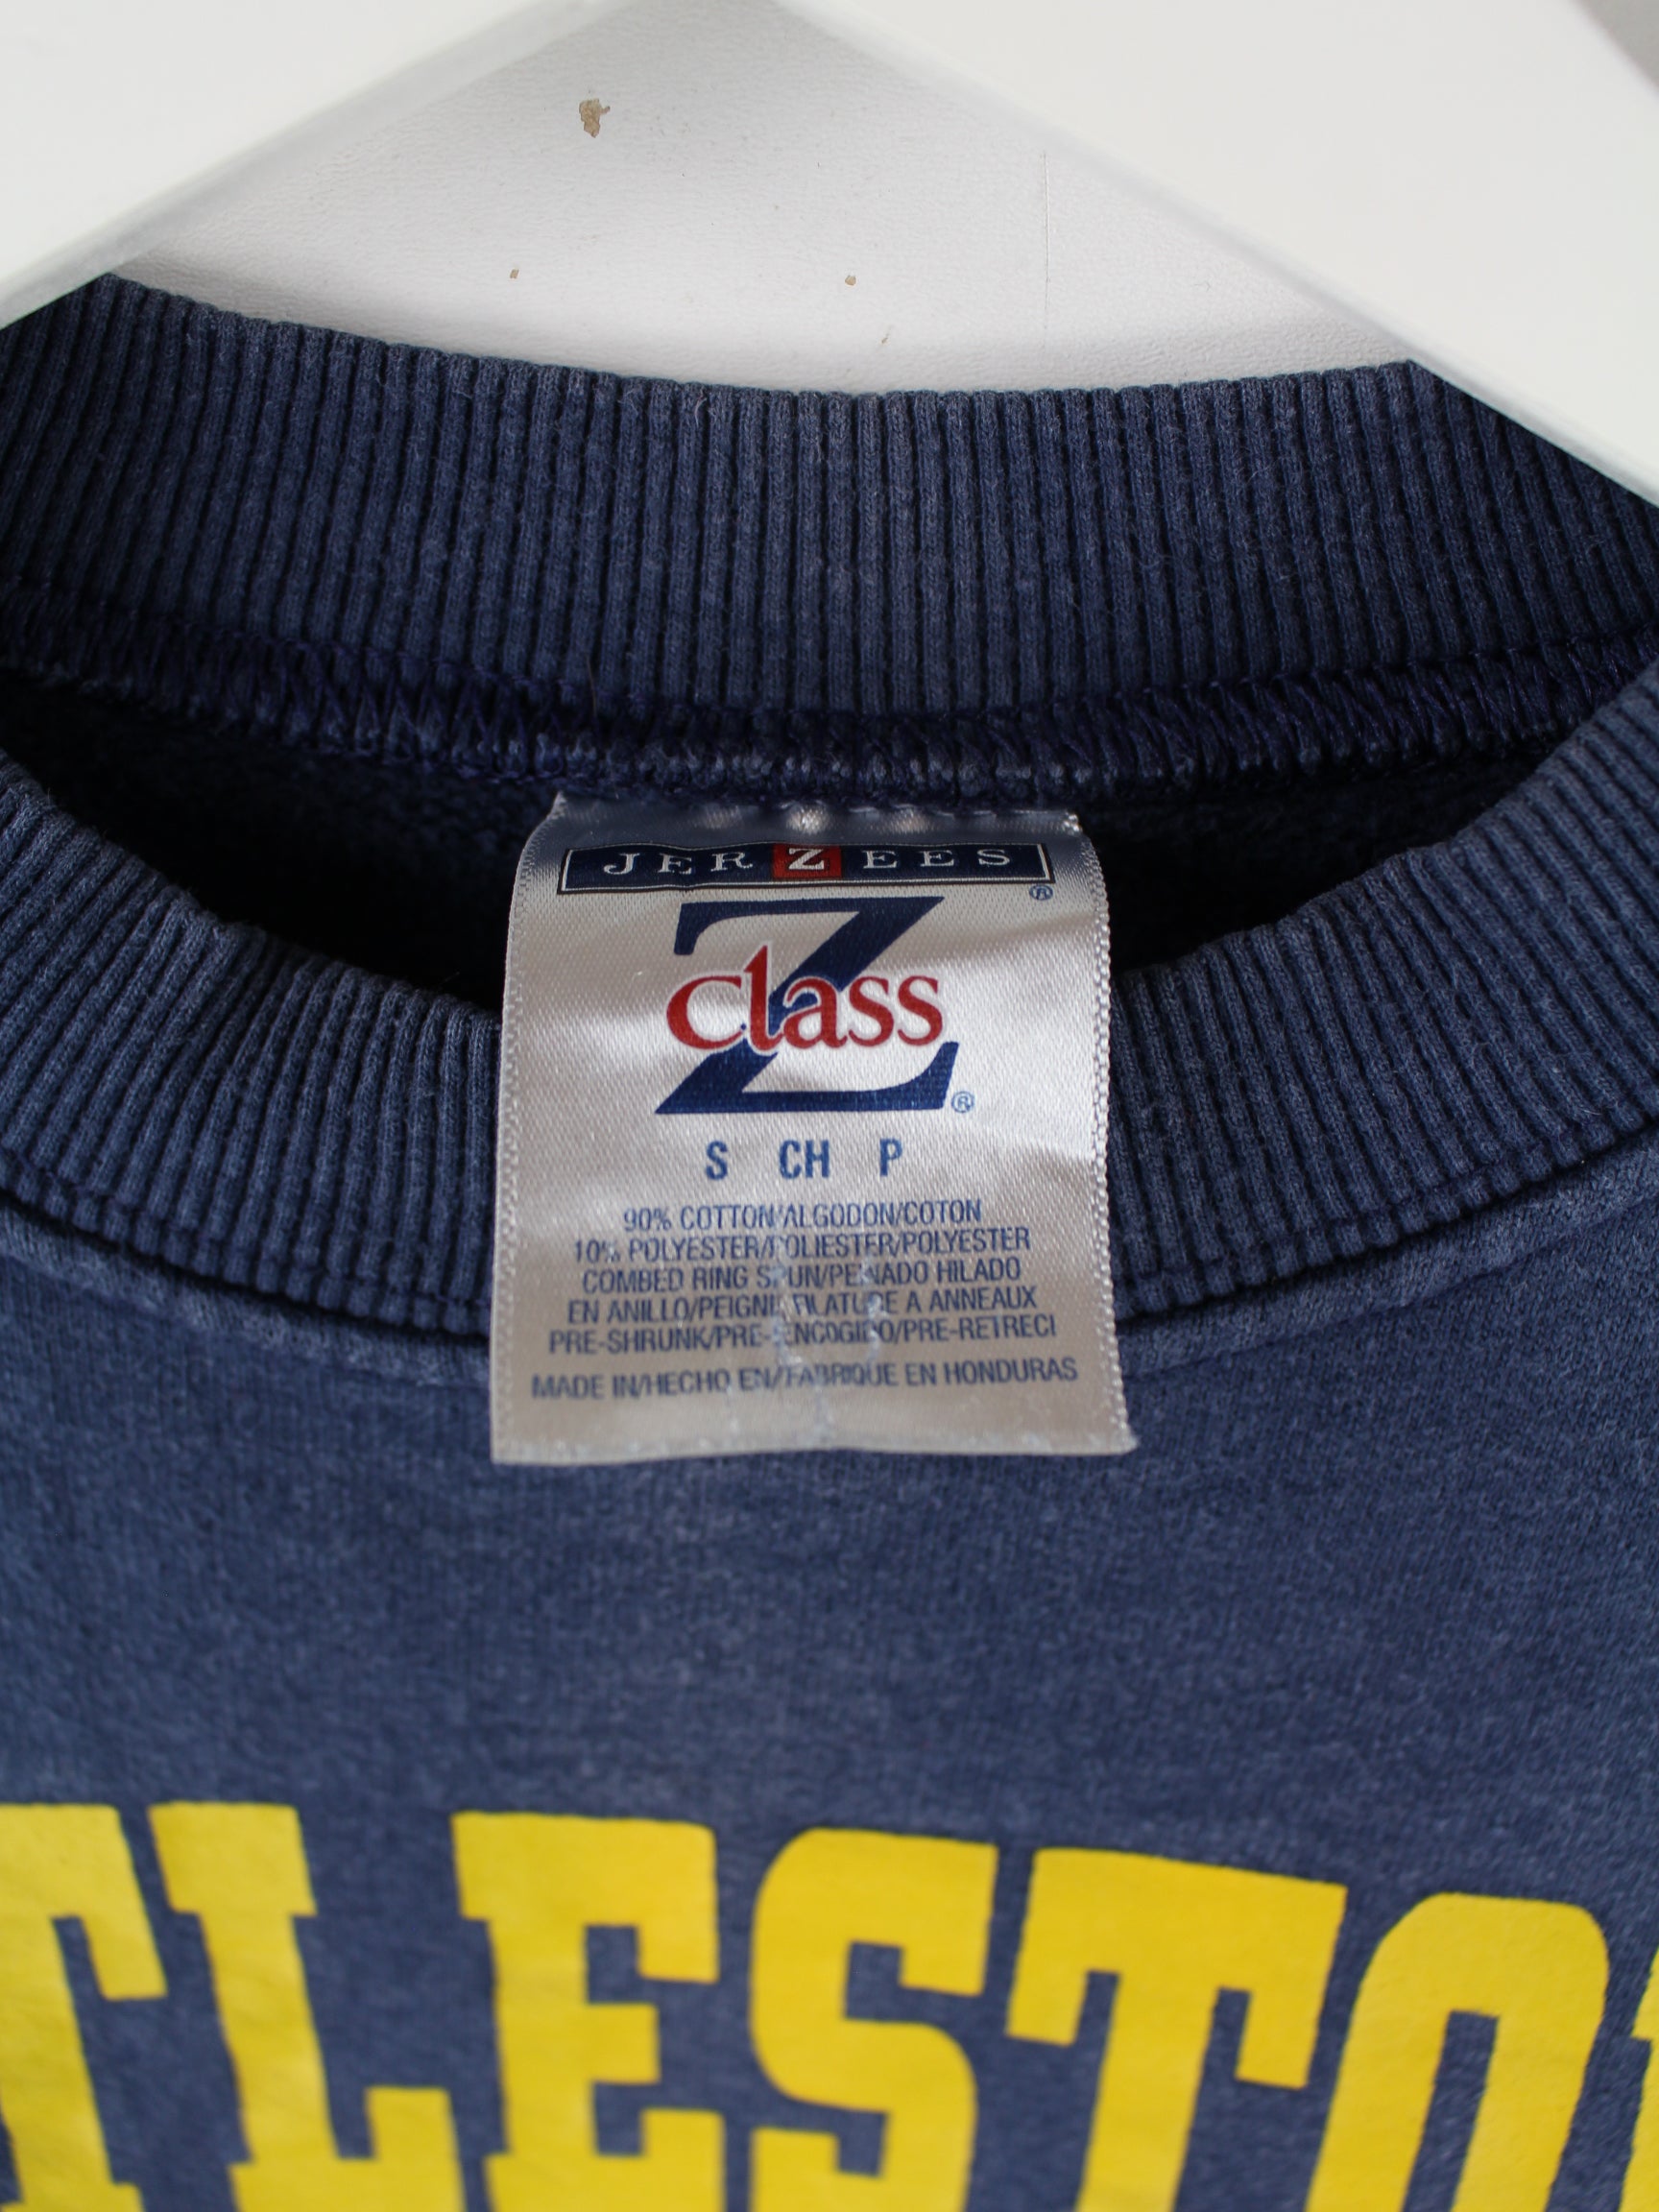 JERZEES
®
Z
class
®
S CH P
90% COTTON/ALGODON/COTON
10% POLYESTER/POLIESTER/POLYESTER
COMBED RING SPUN/PEINADO HILADO
EN ANILLO/PEIGNE FILATURE A ANNEAUX
PRE-SHRUNK/PRE-ENCOGIDO/PRE-RETRECI
MADE IN/HECHO EN/FABRIQUE EN HONDURAS
TLESTO